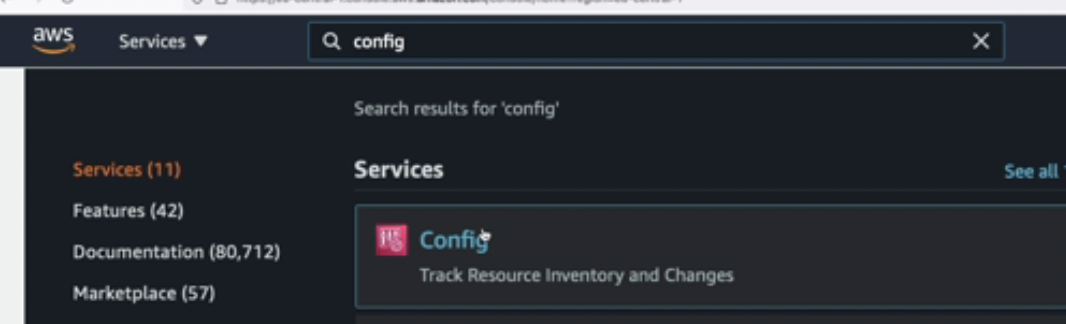 aws
Services ▼
config
Search results for 'config'
Services (11)
Features (42)
Documentation (80,712)
Marketplace (57)
Services
See all
Config
Track Resource Inventory and Changes